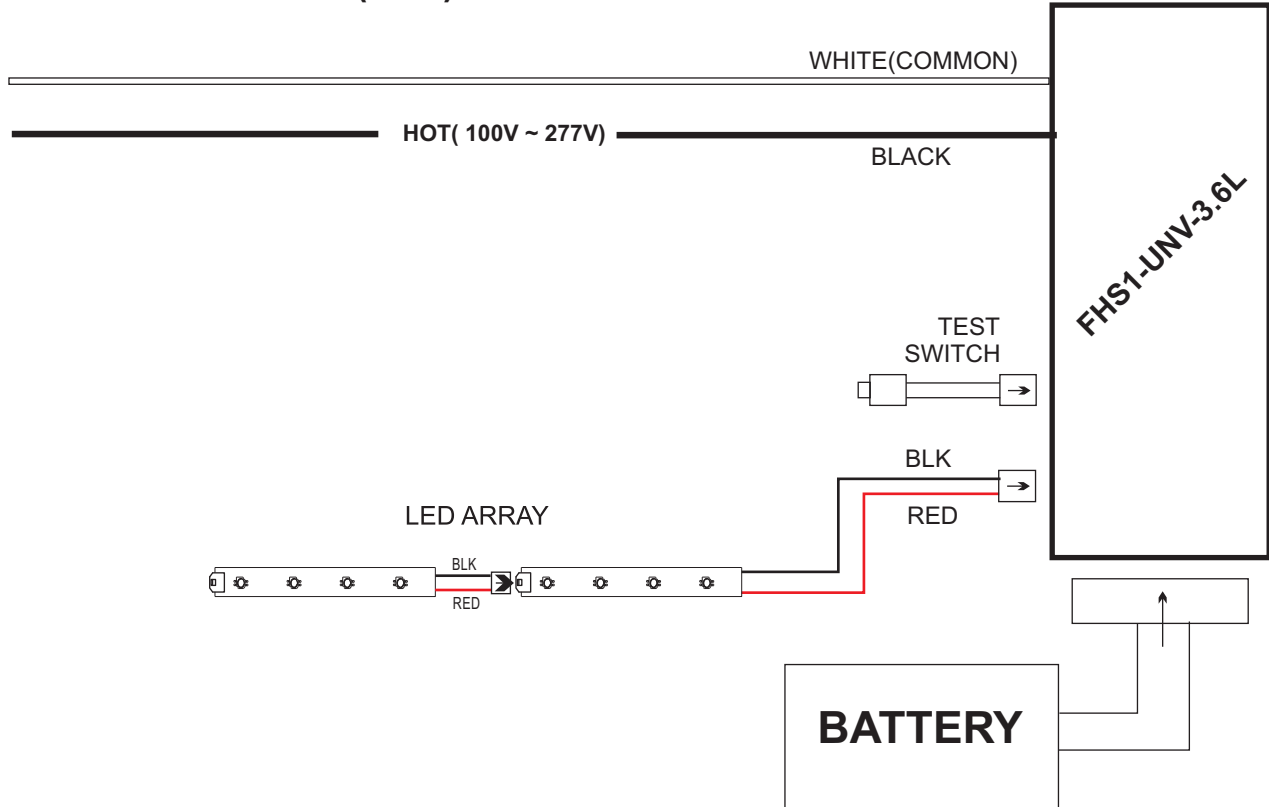 WHITE(COMMON)
HOT( 100V ~ 277V)
BLACK
FHS1-UNV-3.6L
TEST
SWITCH
BLK
RED
LED ARRAY
BLK
RED
BATTERY